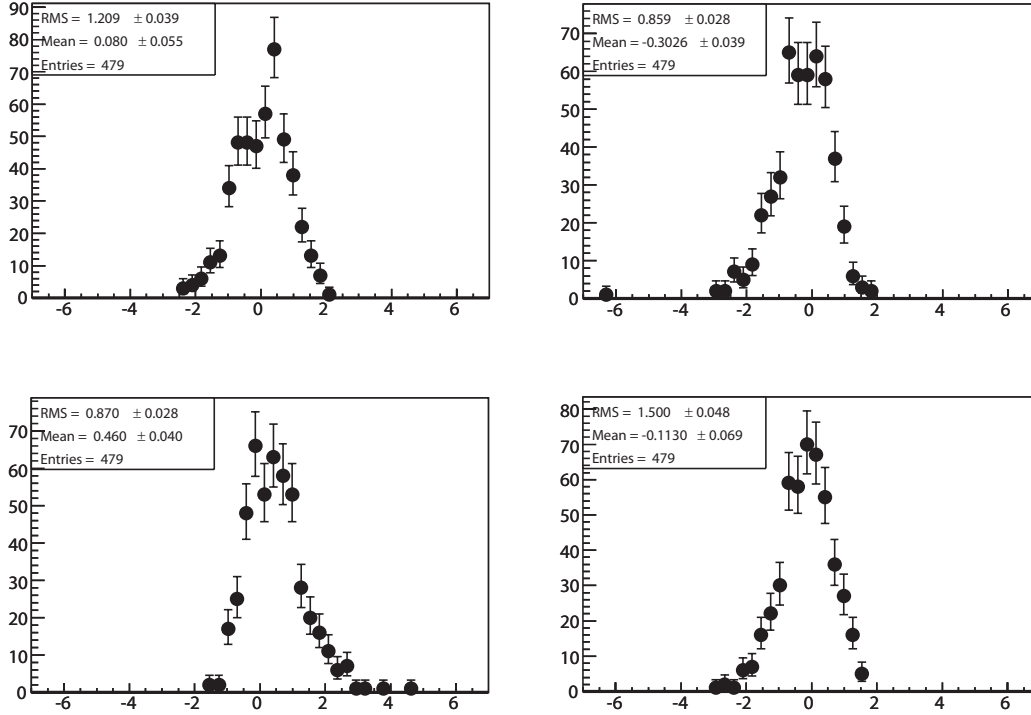 RMS = 1.209 ± 0.039
Mean = 0.080 ± 0.055
Entries = 479
90
80
70
60
50
40
30
20
10
0
-6 -4 -2 0 2 4 6
RMS = 0.859 ± 0.028
Mean = -0.3026 ± 0.039
Entries = 479
70
60
50
40
30
20
10
0
-6 -4 -2 0 2 4 6
RMS = 0.870 ± 0.028
Mean = 0.460 ± 0.040
Entries = 479
70
60
50
40
30
20
10
0
-6 -4 -2 0 2 4 6
RMS = 1.500 ± 0.048
Mean = -0.1130 ± 0.069
Entries = 479
80
70
60
50
40
30
20
10
0
-6 -4 -2 0 2 4 6